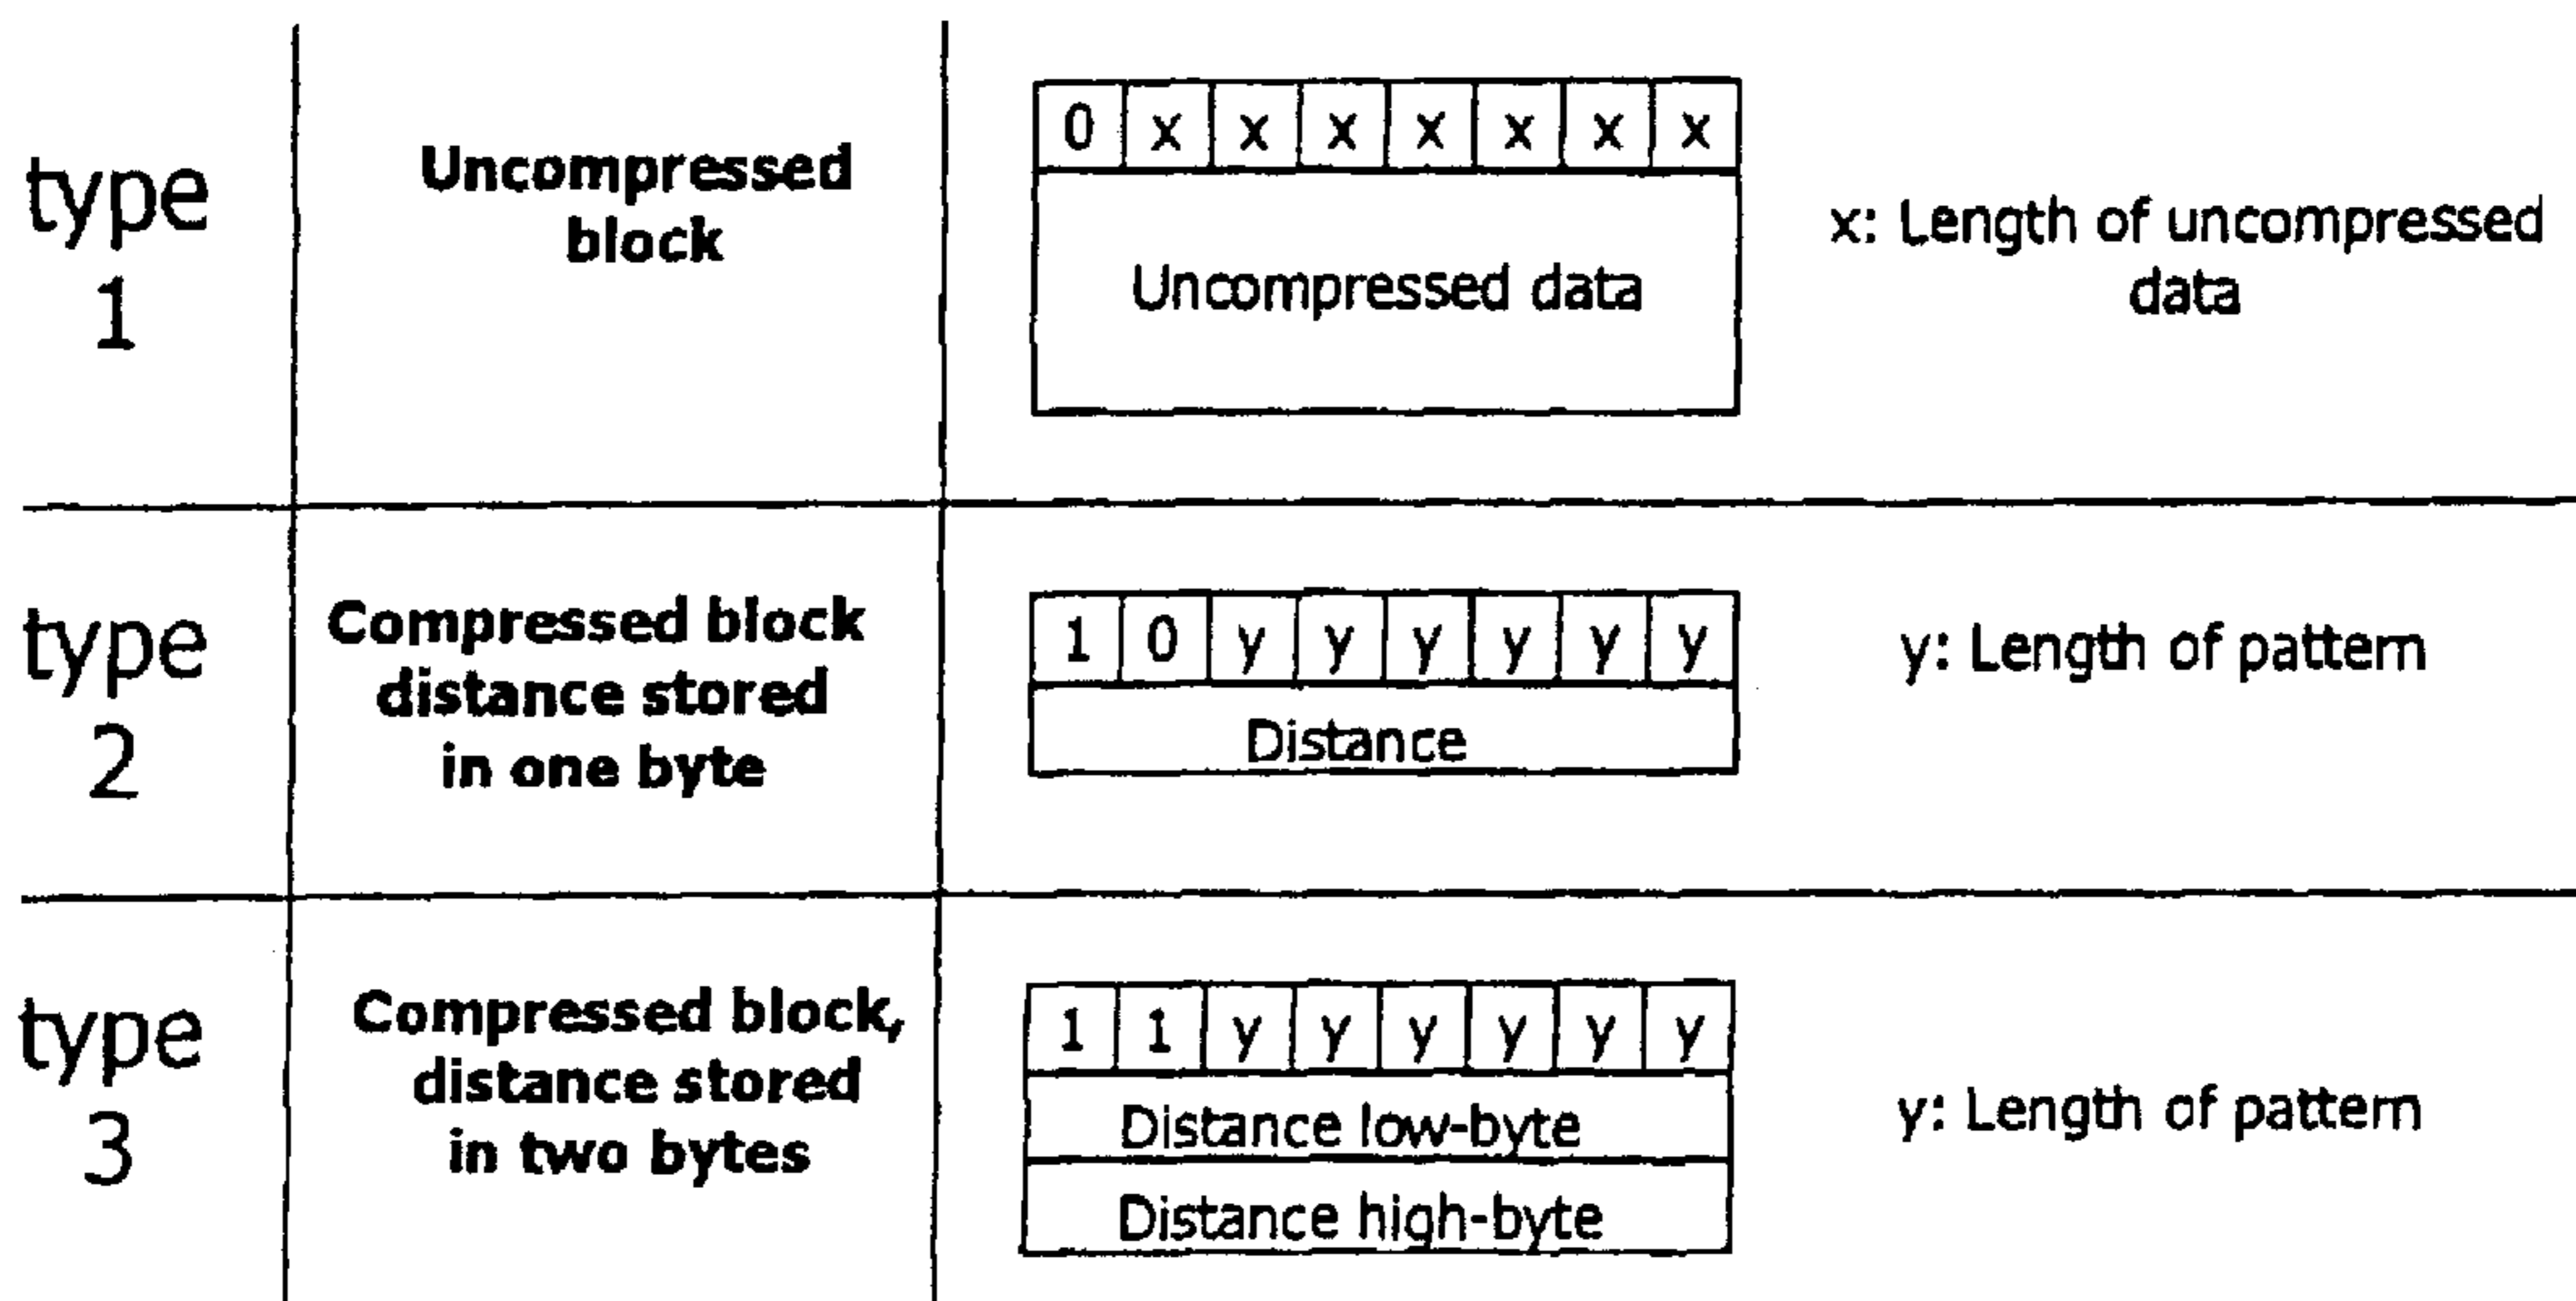 type
1
Uncompressed
block
0 x x x x x x x
Uncompressed data
x: Length of uncompressed
data
type
2
Compressed block
distance stored
in one byte
1 0 y y y y y y
Distance
y: Length of pattern
type
3
Compressed block,
distance stored
in two bytes
1 1 y y y y y y
Distance low-byte
Distance high-byte
y: Length of pattern